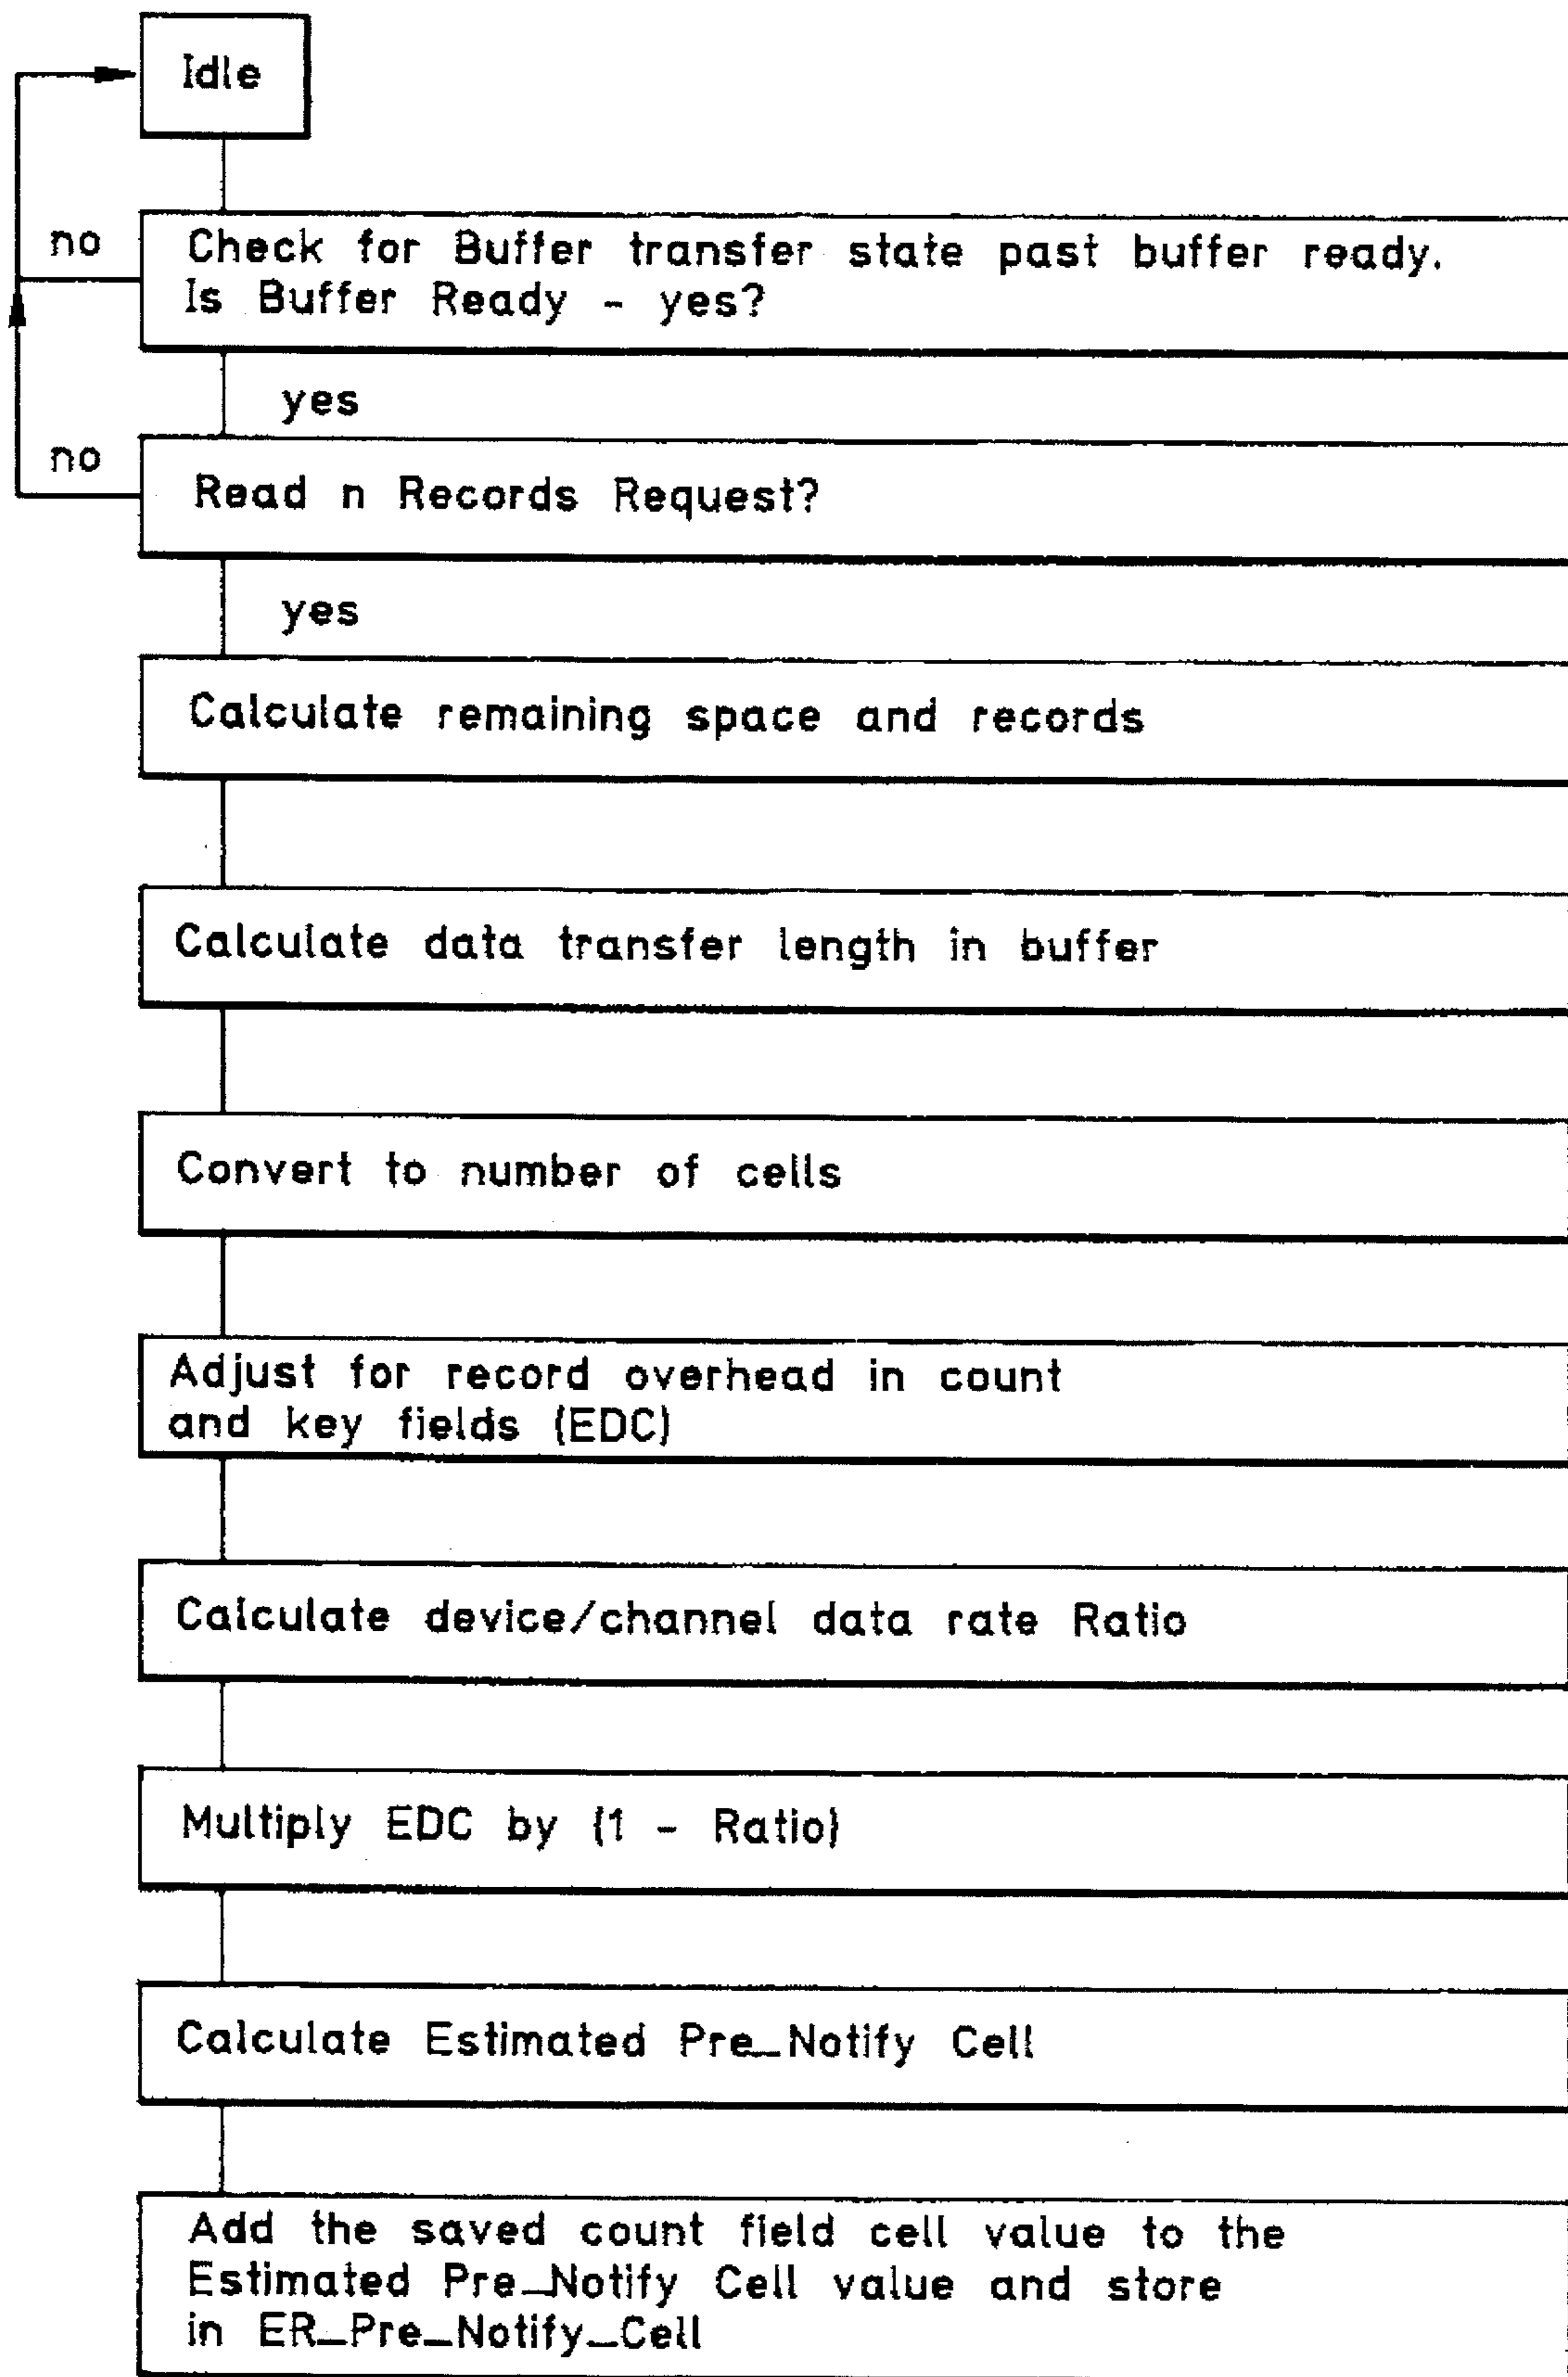 Idle
no
Check for Buffer transfer state past buffer ready.
Is Buffer Ready - yes?
yes
no
Read n Records Request?
yes
Calculate remaining space and records
Calculate data transfer length in buffer
Convert to number of cells
Adjust for record overhead in count
and key fields (EDC)
Calculate device/channel data rate Ratio
Multiply EDC by (1 - Ratio)
Calculate Estimated Pre_Notify Cell
Add the saved count field cell value to the
Estimated Pre_Notify Cell value and store
in ER_Pre_Notify_Cell